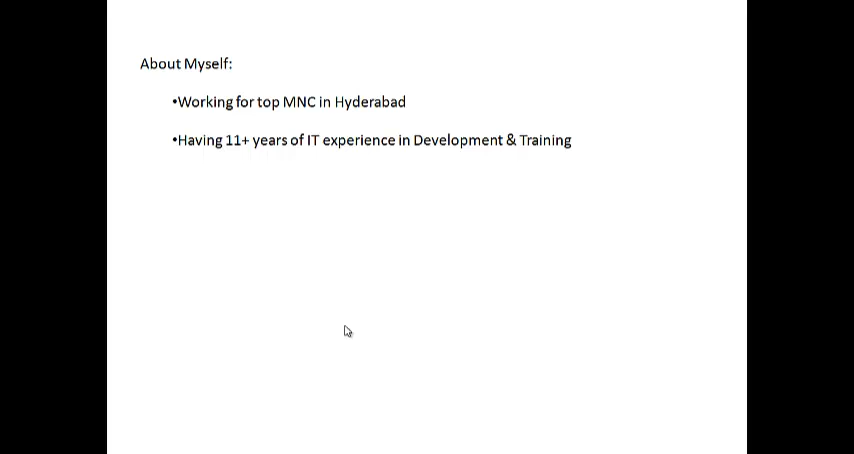 About Myself:
•Working for top MNC in Hyderabad
•Having 11+ years of IT experience in Development & Training